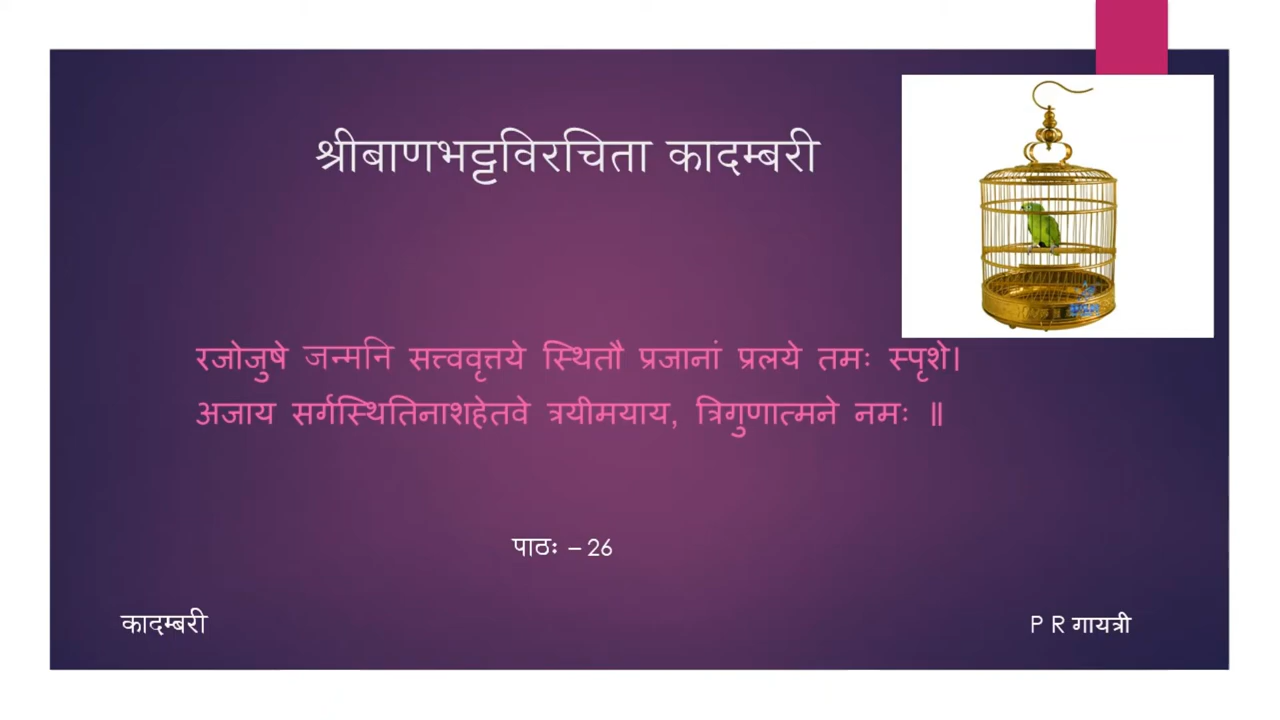 श्रीबाणभट्टविरचिता कादम्बरी
रजोजुषे जन्मनि सत्त्ववृत्तये स्थितौ प्रजानां प्रलये तमः स्पृशे।
अजाय सर्गस्थितिनाशहेतवे त्रयीमयाय, त्रिगुणात्मने नमः ॥
पाठः – 26
कादम्बरी
P R गायत्री